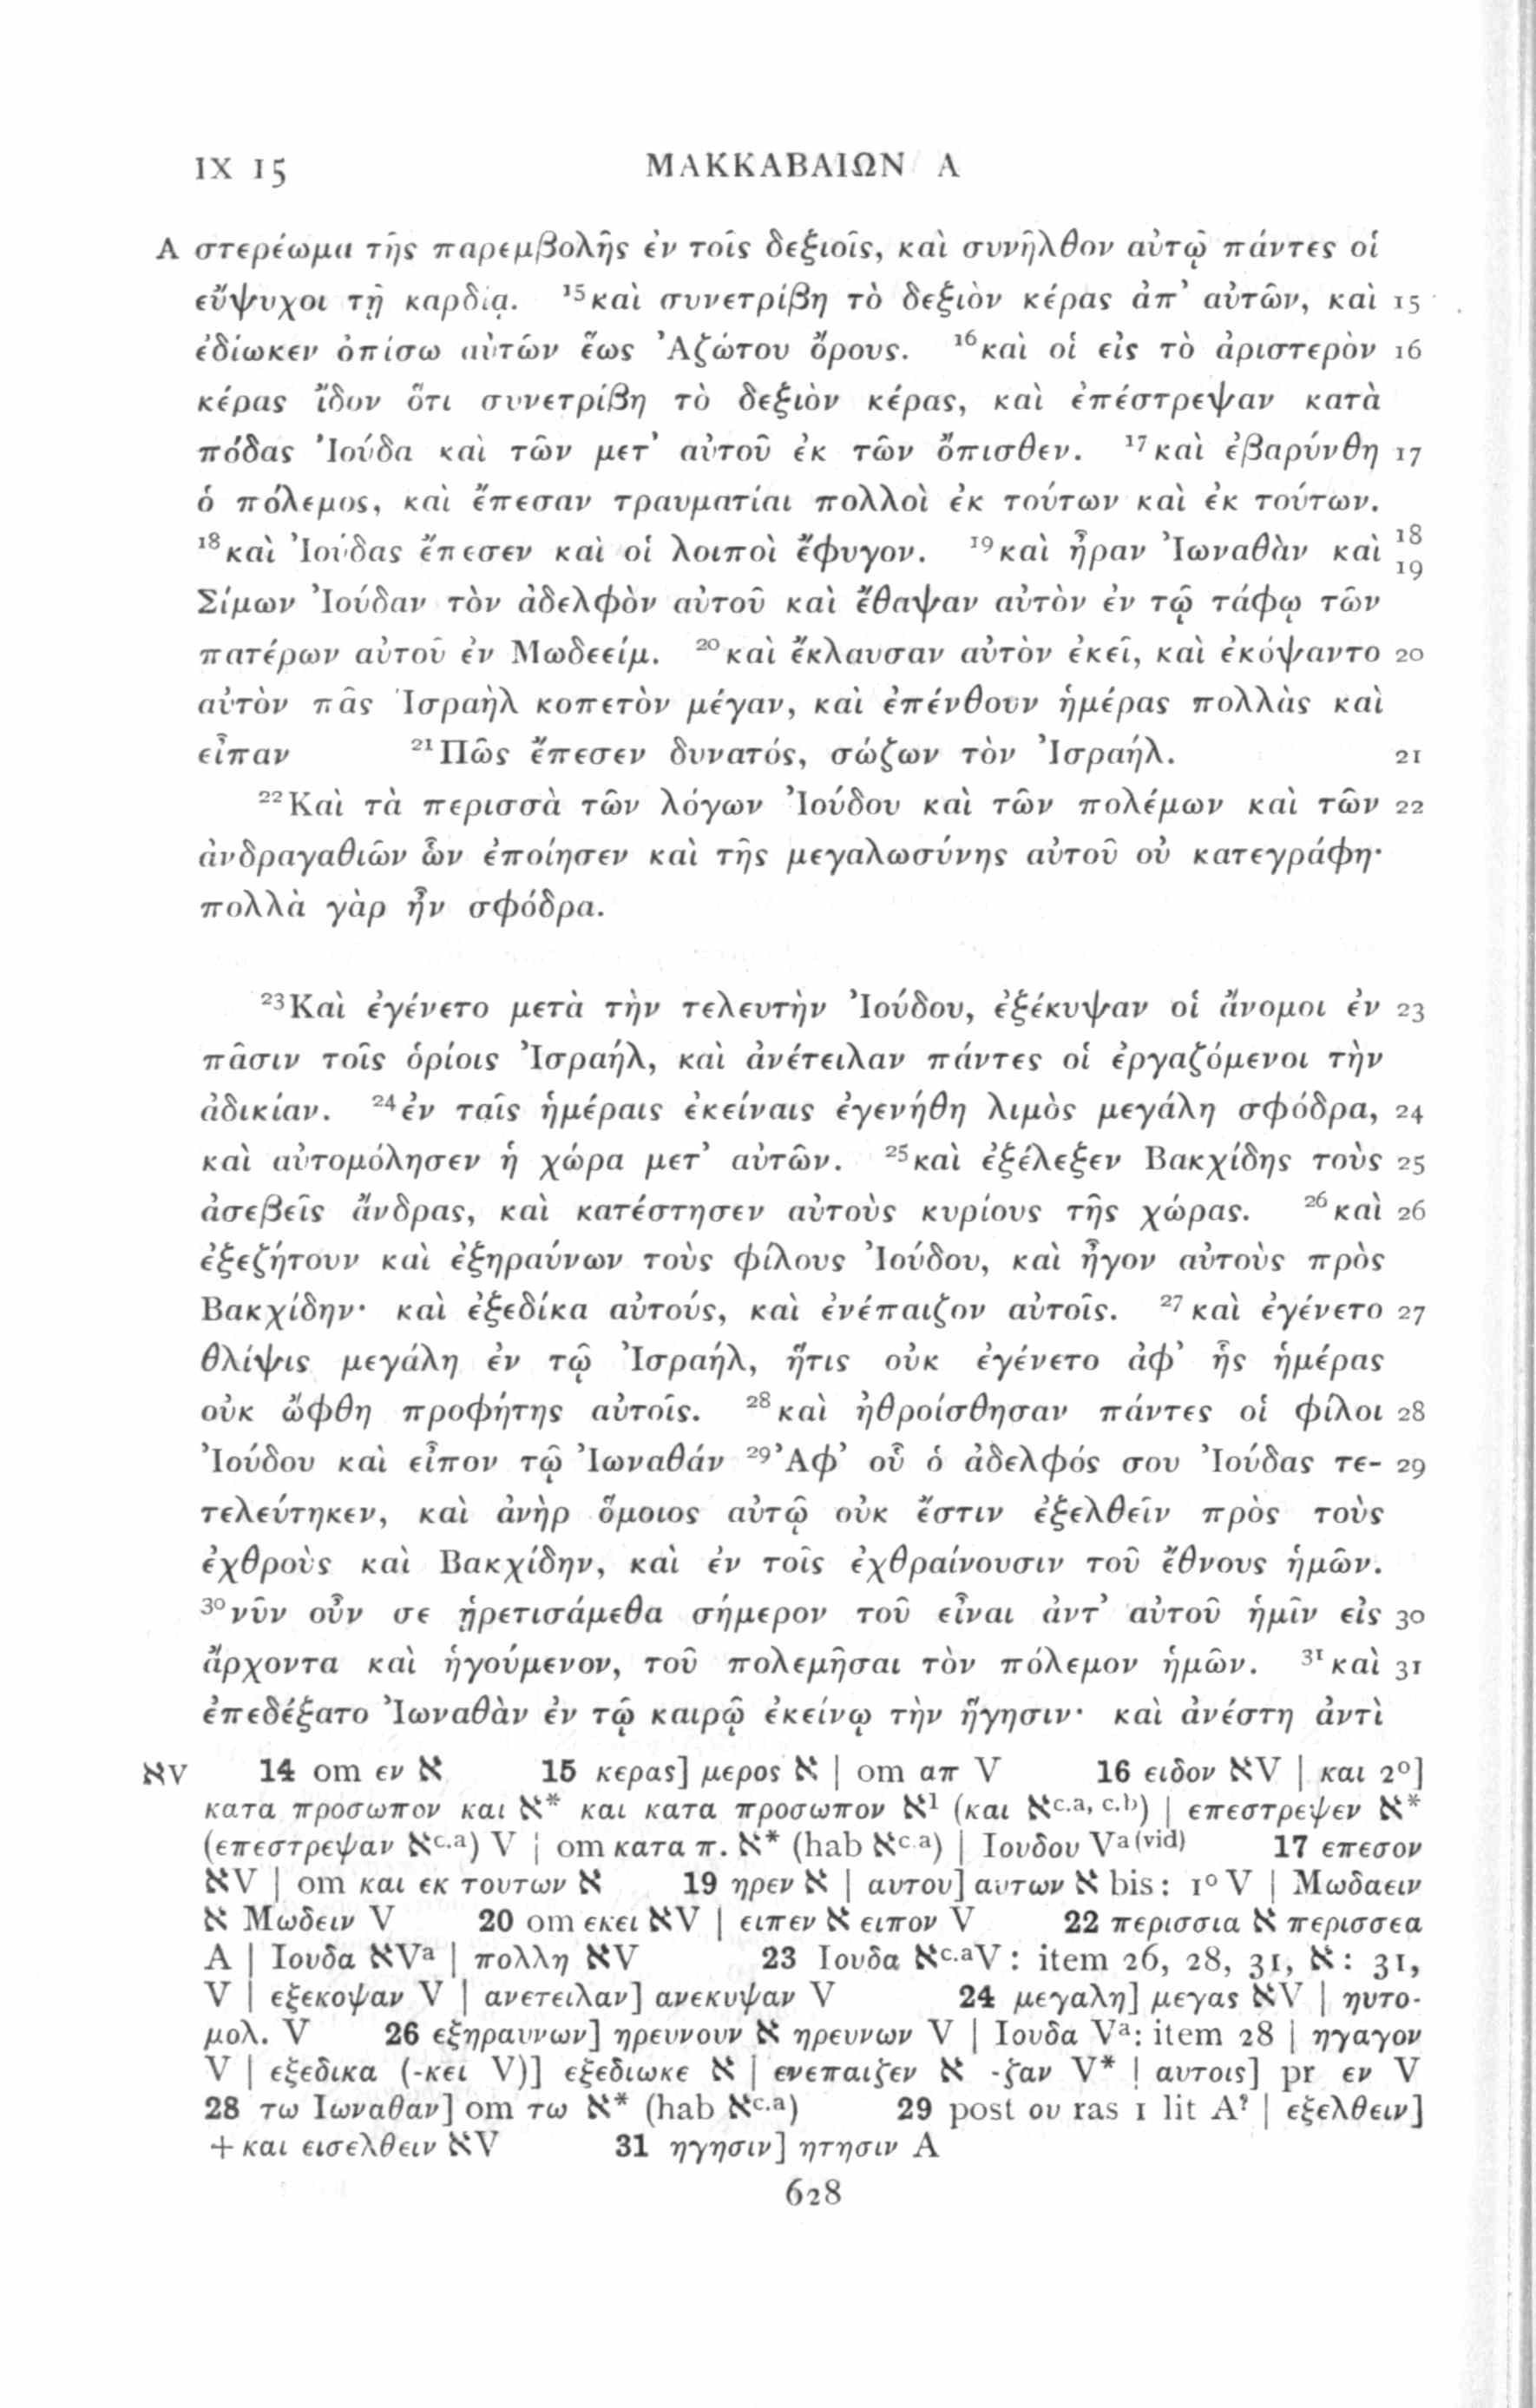 IX 15 ΜΑΚΚΑΒΑΙΩΝ Α
A στερέωμα τῆς παρεμβολῆς ἐν τοῖς δεξιοῖς, καὶ συνῆλθον αὐτῷ πάντες οἱ
εὔψυχοι τῇ καρδίᾳ. ¹⁵καὶ συνετρίβη τὸ δεξιὸν κέρας ἀπ’ αὐτῶν, καὶ 15
ἐδίωκεν ὀπίσω αὐτῶν ἕως Ἀζώτου ὄρους. ¹⁶καὶ οἱ εἰς τὸ ἀριστερὸν 16
κέρας ἴδον ὅτι συνετρίβη τὸ δεξιὸν κέρας, καὶ ἐπέστρεψαν κατὰ
πόδας Ἰούδα καὶ τῶν μετ’ αὐτοῦ ἐκ τῶν ὄπισθεν. ¹⁷καὶ ἐβαρύνθη 17
ὁ πόλεμος, καὶ ἔπεσαν τραυματίαι πολλοὶ ἐκ τούτων καὶ ἐκ τούτων.
¹⁸καὶ Ἰούδας ἔπεσεν καὶ οἱ λοιποὶ ἔφυγον. ¹⁹καὶ ἦραν Ἰωναθὰν καὶ 18 19
Σίμων Ἰούδαν τὸν ἀδελφὸν αὐτοῦ καὶ ἔθαψαν αὐτὸν ἐν τῷ τάφῳ τῶν
πατέρων αὐτοῦ ἐν Μωδεείμ. ²⁰καὶ ἔκλαυσαν αὐτὸν ἐκεῖ, καὶ ἐκόψαντο 20
αὐτὸν πᾶς Ἰσραὴλ κοπετὸν μέγαν, καὶ ἐπένθουν ἡμέρας πολλὰς καὶ
εἶπαν ²¹Πῶς ἔπεσεν δυνατός, σώζων τὸν Ἰσραήλ. 21
²²Καὶ τὰ περισσὰ τῶν λόγων Ἰούδου καὶ τῶν πολέμων καὶ τῶν 22
ἀνδραγαθιῶν ὧν ἐποίησεν καὶ τῆς μεγαλωσύνης αὐτοῦ οὐ κατεγράφη·
πολλὰ γὰρ ἦν σφόδρα.
²³Καὶ ἐγένετο μετὰ τὴν τελευτὴν Ἰούδου, ἐξέκυψαν οἱ ἄνομοι ἐν 23
πᾶσιν τοῖς ὁρίοις Ἰσραήλ, καὶ ἀνέτειλαν πάντες οἱ ἐργαζόμενοι τὴν
ἀδικίαν. ²⁴ἐν ταῖς ἡμέραις ἐκείναις ἐγενήθη λιμὸς μεγάλη σφόδρα, 24
καὶ αὐτομόλησεν ἡ χώρα μετ’ αὐτῶν. ²⁵καὶ ἐξέλεξεν Βακχίδης τοὺς 25
ἀσεβεῖς ἄνδρας, καὶ κατέστησεν αὐτοὺς κυρίους τῆς χώρας. ²⁶καὶ 26
ἐξεζήτουν καὶ ἐξηραύνων τοὺς φίλους Ἰούδου, καὶ ἦγον αὐτοὺς πρὸς
Βακχίδην· καὶ ἐξεδίκα αὐτούς, καὶ ἐνέπαιζον αὐτοῖς. ²⁷καὶ ἐγένετο 27
θλίψις μεγάλη ἐν τῷ Ἰσραήλ, ἥτις οὐκ ἐγένετο ἀφ’ ἧς ἡμέρας
οὐκ ὤφθη προφήτης αὐτοῖς. ²⁸καὶ ἠθροίσθησαν πάντες οἱ φίλοι 28
Ἰούδου καὶ εἶπον τῷ Ἰωναθάν ²⁹Ἀφ’ οὗ ὁ ἀδελφός σου Ἰούδας τε- 29
τελεύτηκεν, καὶ ἀνὴρ ὅμοιος αὐτῷ οὐκ ἔστιν ἐξελθεῖν πρὸς τοὺς
ἐχθροὺς καὶ Βακχίδην, καὶ ἐν τοῖς ἐχθραίνουσιν τοῦ ἔθνους ἡμῶν.
³⁰νῦν οὖν σε ᾑρετισάμεθα σήμερον τοῦ εἶναι ἀντ’ αὐτοῦ ἡμῖν εἰς 30
ἄρχοντα καὶ ἡγούμενον, τοῦ πολεμῆσαι τὸν πόλεμον ἡμῶν. ³¹καὶ 31
ἐπεδέξατο Ἰωναθὰν ἐν τῷ καιρῷ ἐκείνῳ τὴν ἥγησιν· καὶ ἀνέστη ἀντὶ
אV 14 om εν א 15 κερας] μερος א | om απ V 16 ειδον אV | και 2⁰]
κατα προσωπον και א* και κατα προσωπον א¹ (και אᶜ·ᵃ, ᶜ·ᵇ) | επεστρεψεν א*
(επεστρεψαν אᶜ·ᵃ) V | om κατα π. א* (hab אᶜ·ᵃ) | Ιουδου Vᵃ⁽ᵛⁱᵈ⁾ 17 επεσον
אV | om και εκ τουτων א 19 ηρεν א | αυτου] αυτων א bis: 1⁰ V | Μωδαειν
א Μωδειν V 20 om εκει אV | ειπεν א ειπον V 22 περισσια א περισσεα
A | Ιουδα אVᵃ | πολλη אV 23 Ιουδα אᶜ·ᵃV: item 26, 28, 31, א: 31,
V | εξεκοψαν V | ανετειλαν] ανεκυψαν V 24 μεγαλη] μεγας אV | ηυτο-
μολ. V 26 εξηραυνων] ηρευνουν א ηρευνων V | Ιουδα Vᵃ: item 28 | ηγαγον
V | εξεδικα (-κει V)] εξεδιωκε א | ενεπαιζεν א -ζαν V* | αυτοις] pr εν V
28 τω Ιωναθαν] om τω א* (hab אᶜ·ᵃ) 29 post ου ras 1 lit A? | εξελθειν]
+ και εισελθειν אV 31 ηγησιν] ητησιν A
628